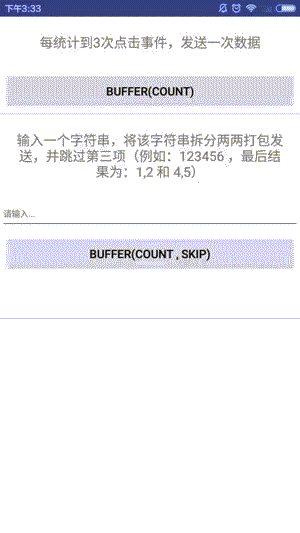 下午3:33
每统计到3次点击事件，发送一次数据
BUFFER(COUNT)
输入一个字符串，将该字符串拆分两两打包发
送，并跳过第三项（例如：123456 ，最后结
果为：1,2 和 4,5）
请输入...
BUFFER(COUNT , SKIP)